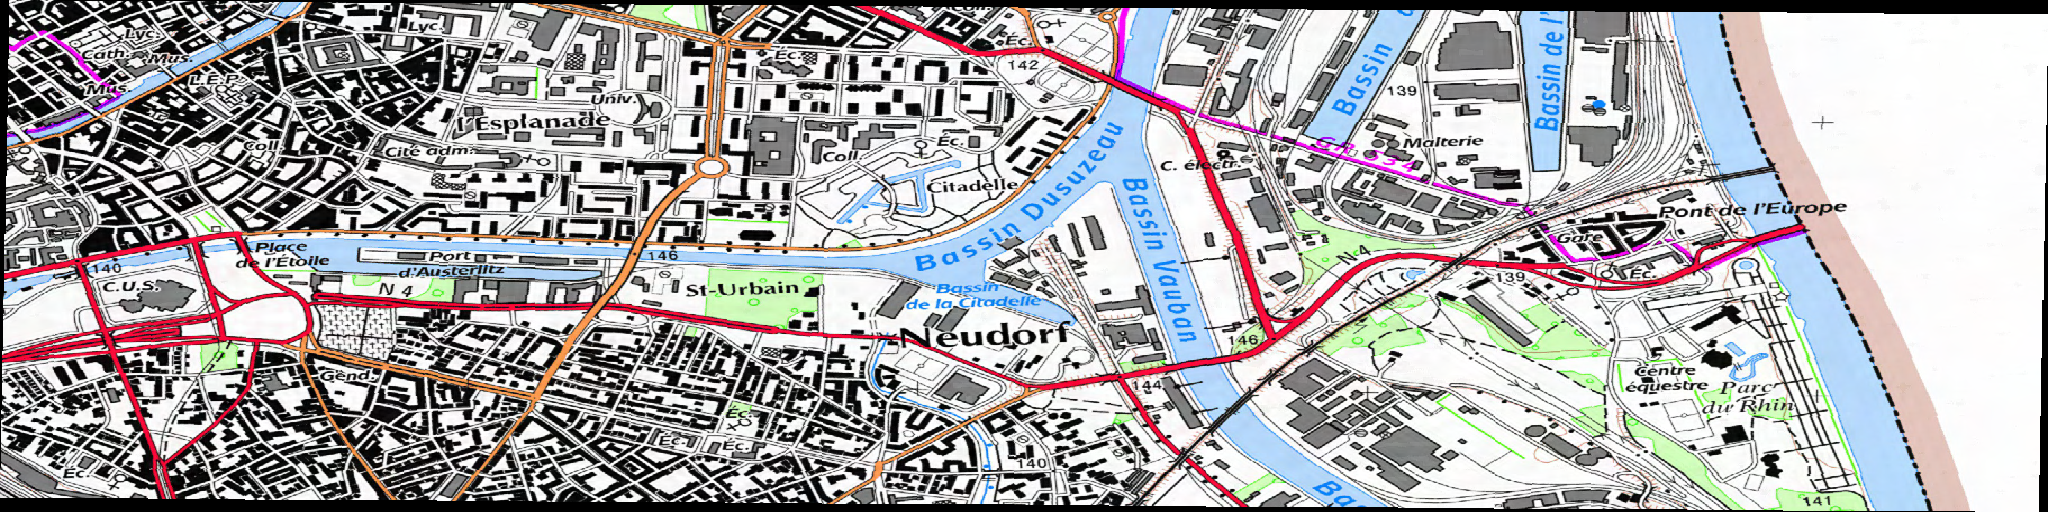 Lyc.
Cath.
Mus.
Mus.
L.E.P.
Lyc.
Éc.
Éc.
142
Univ.
l'Esplanade
Coll.
Cité adm.
Coll.
Éc.
Citadelle
Bassin Dusuzeau
Bassin
Bassin de l'
139
Malterie
GR 534
C. électr.
Bassin Vauban
Pont de l'Europe
Gare
Éc.
N 4
139
Place
de l'Étoile
140
C.U.S.
Port
d'Austerlitz
N 4
146
St-Urbain
Bassin
de la Citadelle
Neudorf
146
144
Gend.
Éc.
Éc.
Éc.
Éc.
140
Centre
équestre
Parc
du Rhin
141
Ba